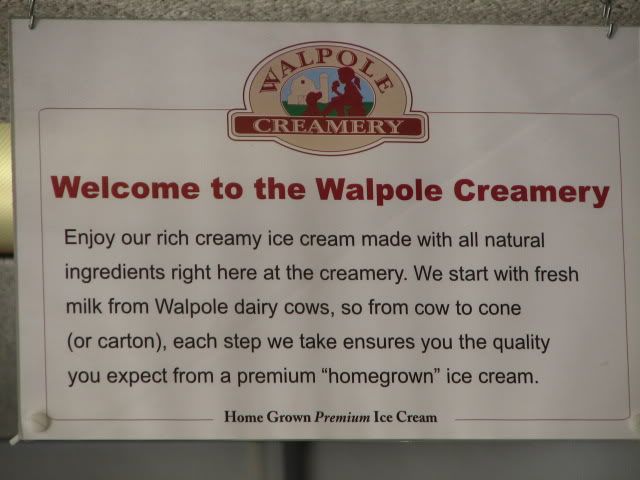 WALPOLE
CREAMERY
Welcome to the Walpole Creamery
Enjoy our rich creamy ice cream made with all natural
ingredients right here at the creamery. We start with fresh
milk from Walpole dairy cows, so from cow to cone
(or carton), each step we take ensures you the quality
you expect from a premium “homegrown” ice cream.
Home Grown Premium Ice Cream